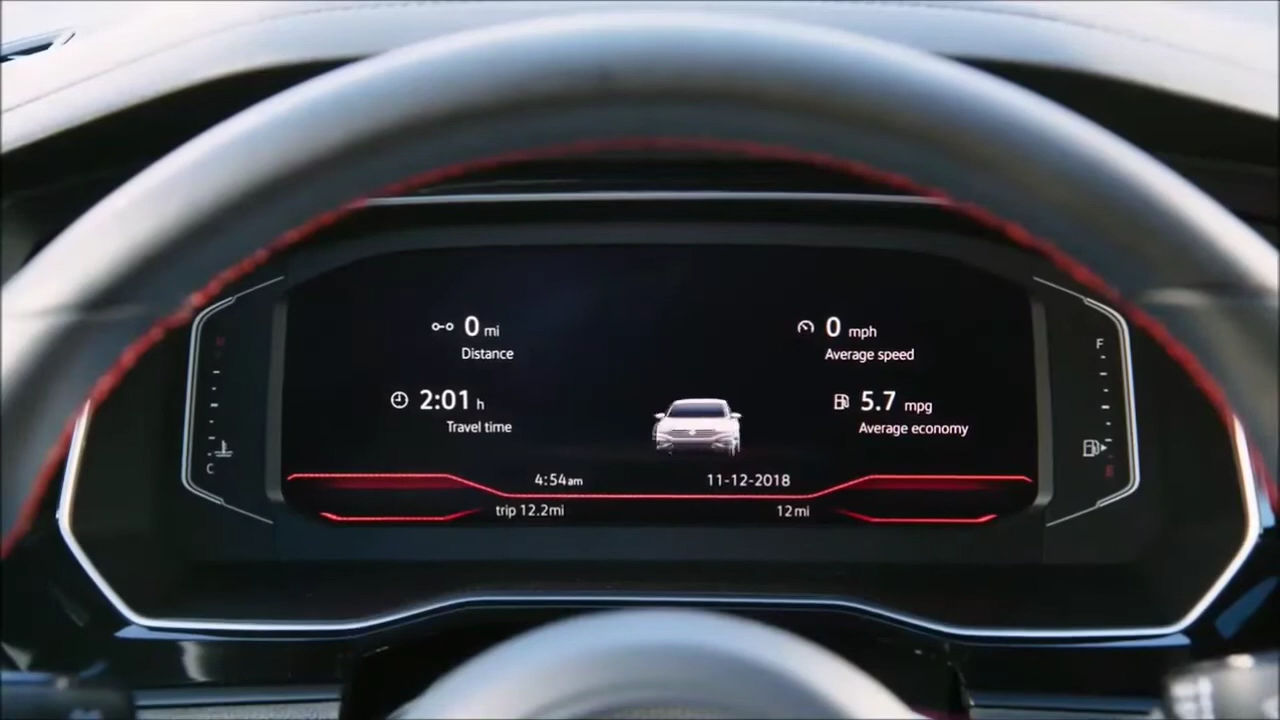 0 mi
Distance
0 mph
Average speed
2:01 h
Travel time
5.7 mpg
Average economy
4:54am
11-12-2018
trip 12.2mi
12mi
H
C
F
E